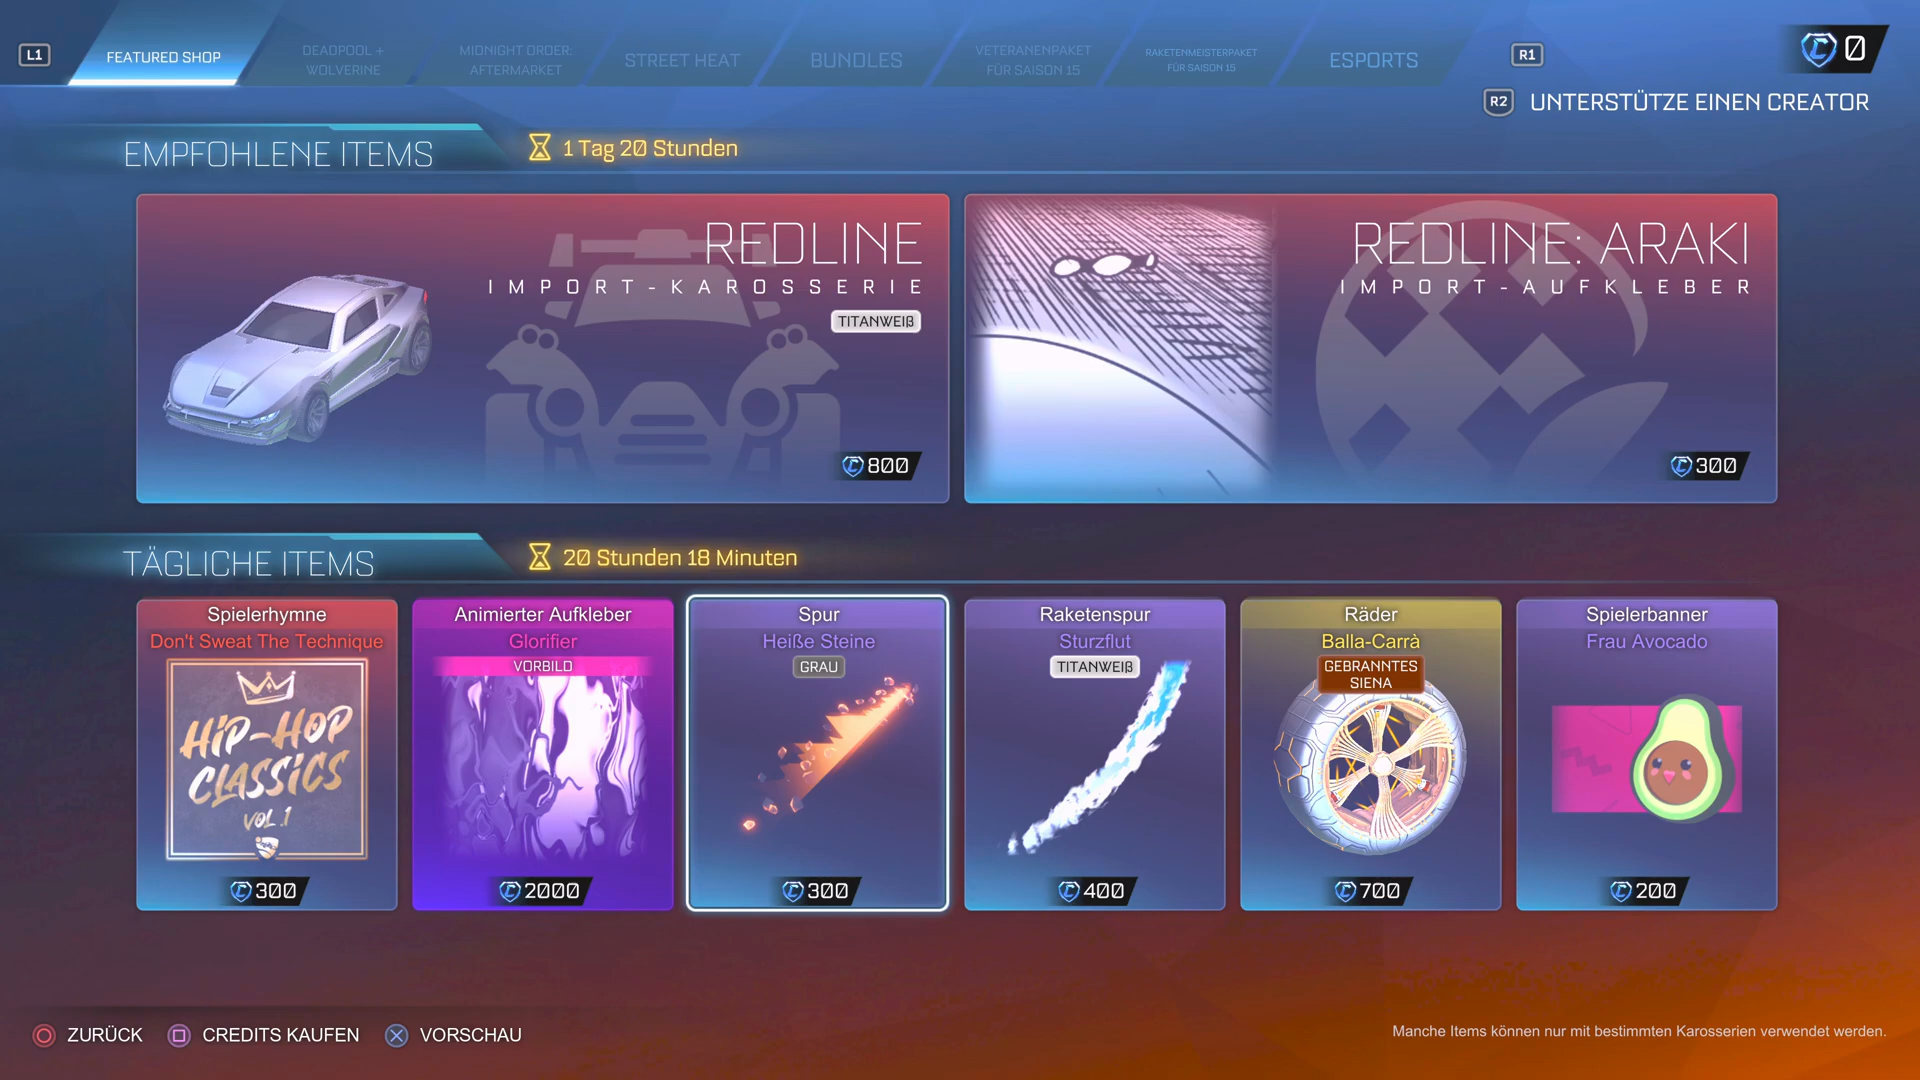 L1
FEATURED SHOP
DEADPOOL +
WOLVERINE
MIDNIGHT ORDER:
AFTERMARKET
STREET HEAT
BUNDLES
VETERANENPAKET
FÜR SAISON 15
RAKETENMEISTERPAKET
FÜR SAISON 15
ESPORTS
R1
0
R2 UNTERSTÜTZE EINEN CREATOR
EMPFOHLENE ITEMS
1 Tag 20 Stunden
REDLINE
IMPORT-KAROSSERIE
TITANWEIß
800
REDLINE: ARAKI
IMPORT-AUFKLEBER
300
TÄGLICHE ITEMS
20 Stunden 18 Minuten
Spielerhymne
Don't Sweat The Technique
HIP-HOP
CLASSICS
VOL.1
300
Animierter Aufkleber
Glorifier
VORBILD
2000
Spur
Heiße Steine
GRAU
300
Raketenspur
Sturzflut
TITANWEIß
400
Räder
Balla-Carrà
GEBRANNTES
SIENA
700
Spielerbanner
Frau Avocado
200
ZURÜCK
CREDITS KAUFEN
VORSCHAU
Manche Items können nur mit bestimmten Karosserien verwendet werden.